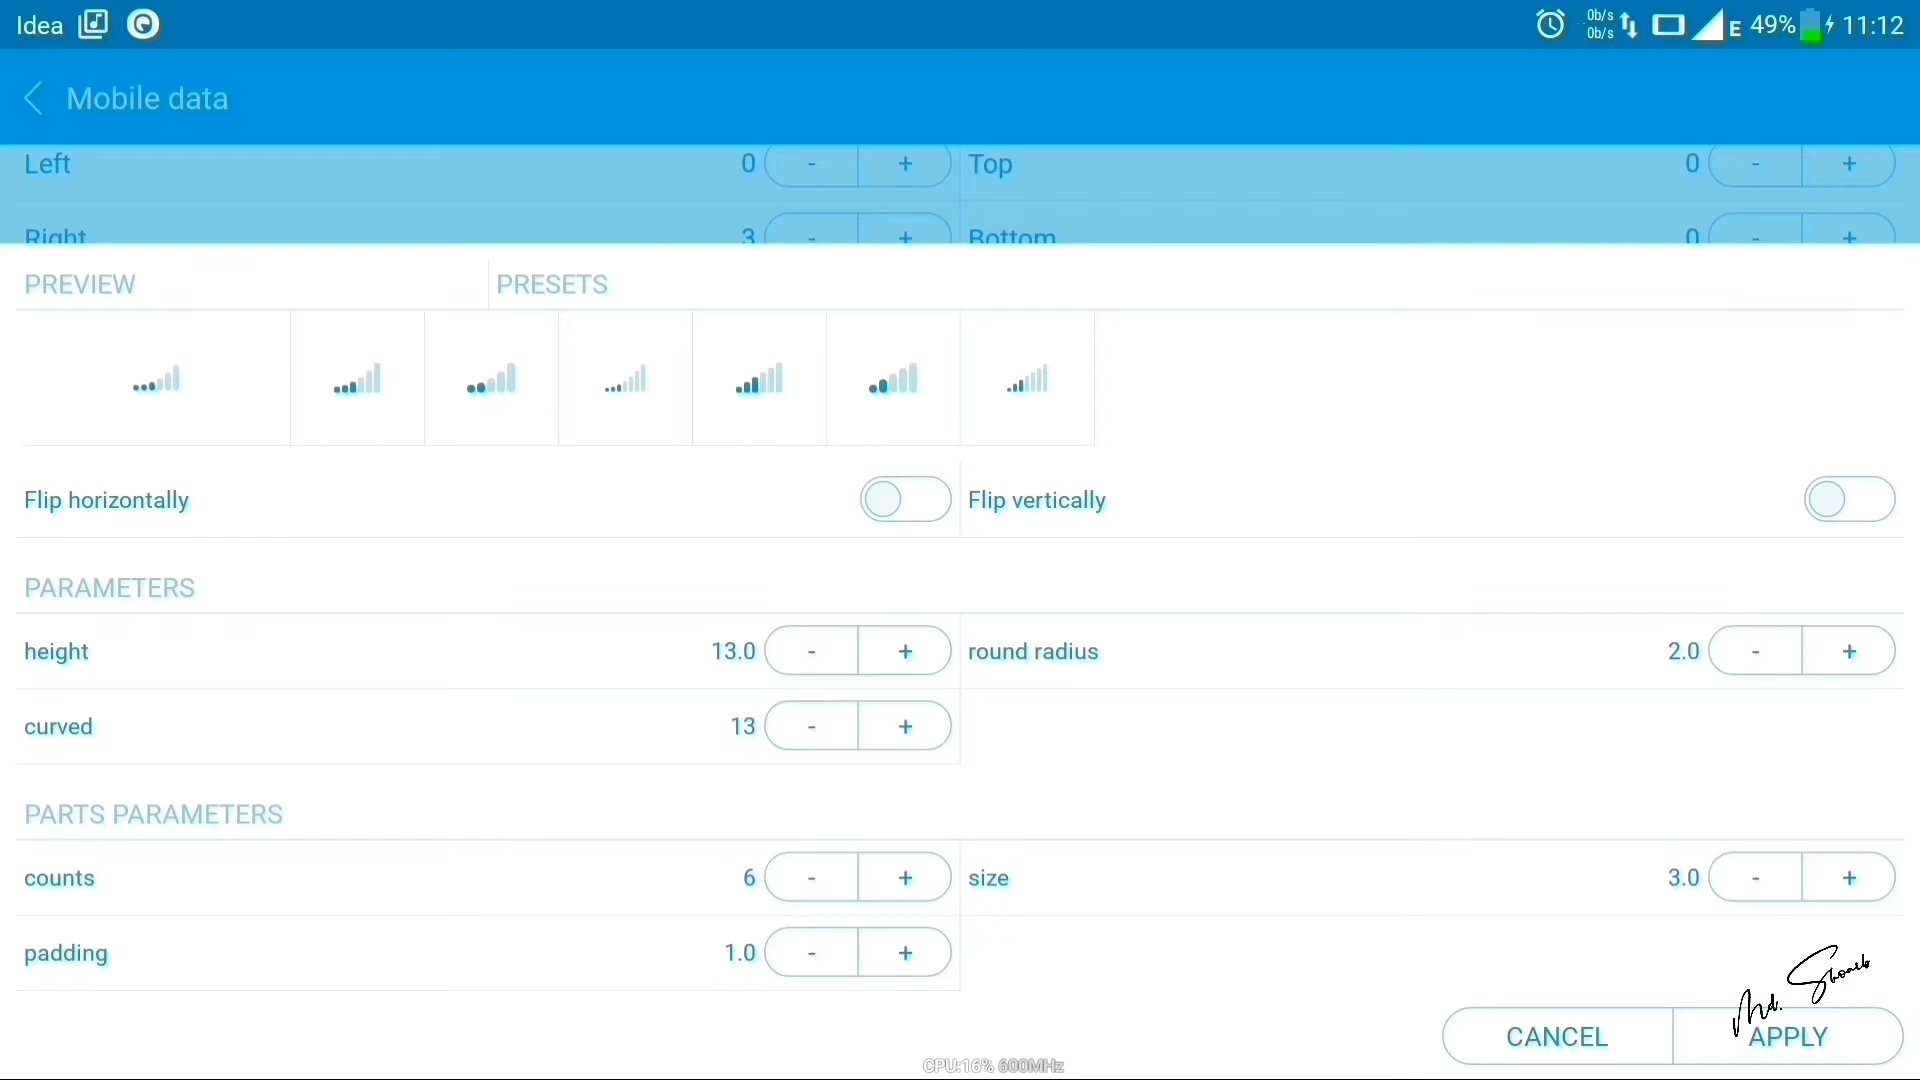 Idea 0b/s 0b/s E 49% 11:12
Mobile data
Left 0 - + Top 0 - +
Right 3 - + Bottom 0 - +
PREVIEW PRESETS
Flip horizontally Flip vertically
PARAMETERS
height 13.0 - + round radius 2.0 - +
curved 13 - +
PARTS PARAMETERS
counts 6 - + size 3.0 - +
padding 1.0 - +
Md. Shoaib
CANCEL APPLY
CPU:16% 600MHz